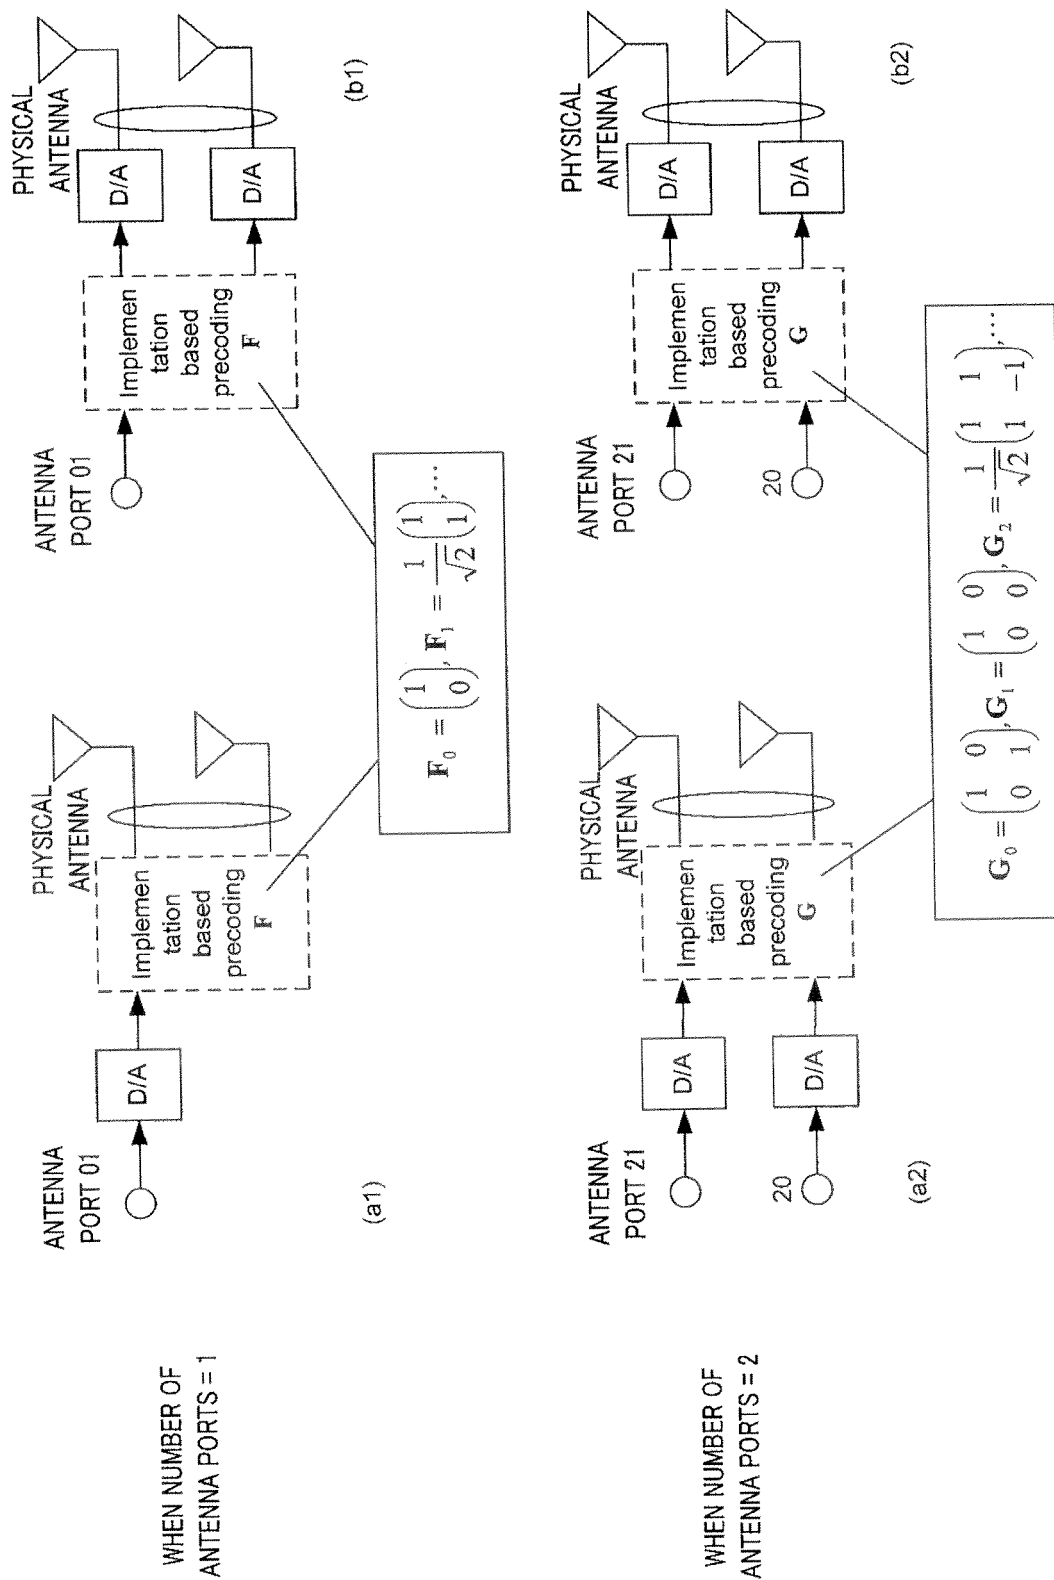 WHEN NUMBER OF
ANTENNA PORTS = 1
ANTENNA
PORT 01
D/A
Implemen
tation
based
precoding
F
PHYSICAL
ANTENNA
(a1)
ANTENNA
PORT 01
Implemen
tation
based
precoding
F
D/A
D/A
PHYSICAL
ANTENNA
(b1)
F₀ = (1 0), F₁ = 1/√2 (1 1), ...
WHEN NUMBER OF
ANTENNA PORTS = 2
ANTENNA
PORT 21
20
D/A
D/A
Implemen
tation
based
precoding
G
PHYSICAL
ANTENNA
(a2)
ANTENNA
PORT 21
20
Implemen
tation
based
precoding
G
D/A
D/A
PHYSICAL
ANTENNA
(b2)
G₀ = (1 0 0 1), G₁ = (1 0 0 0), G₂ = 1/√2 (1 1 1 -1), ...